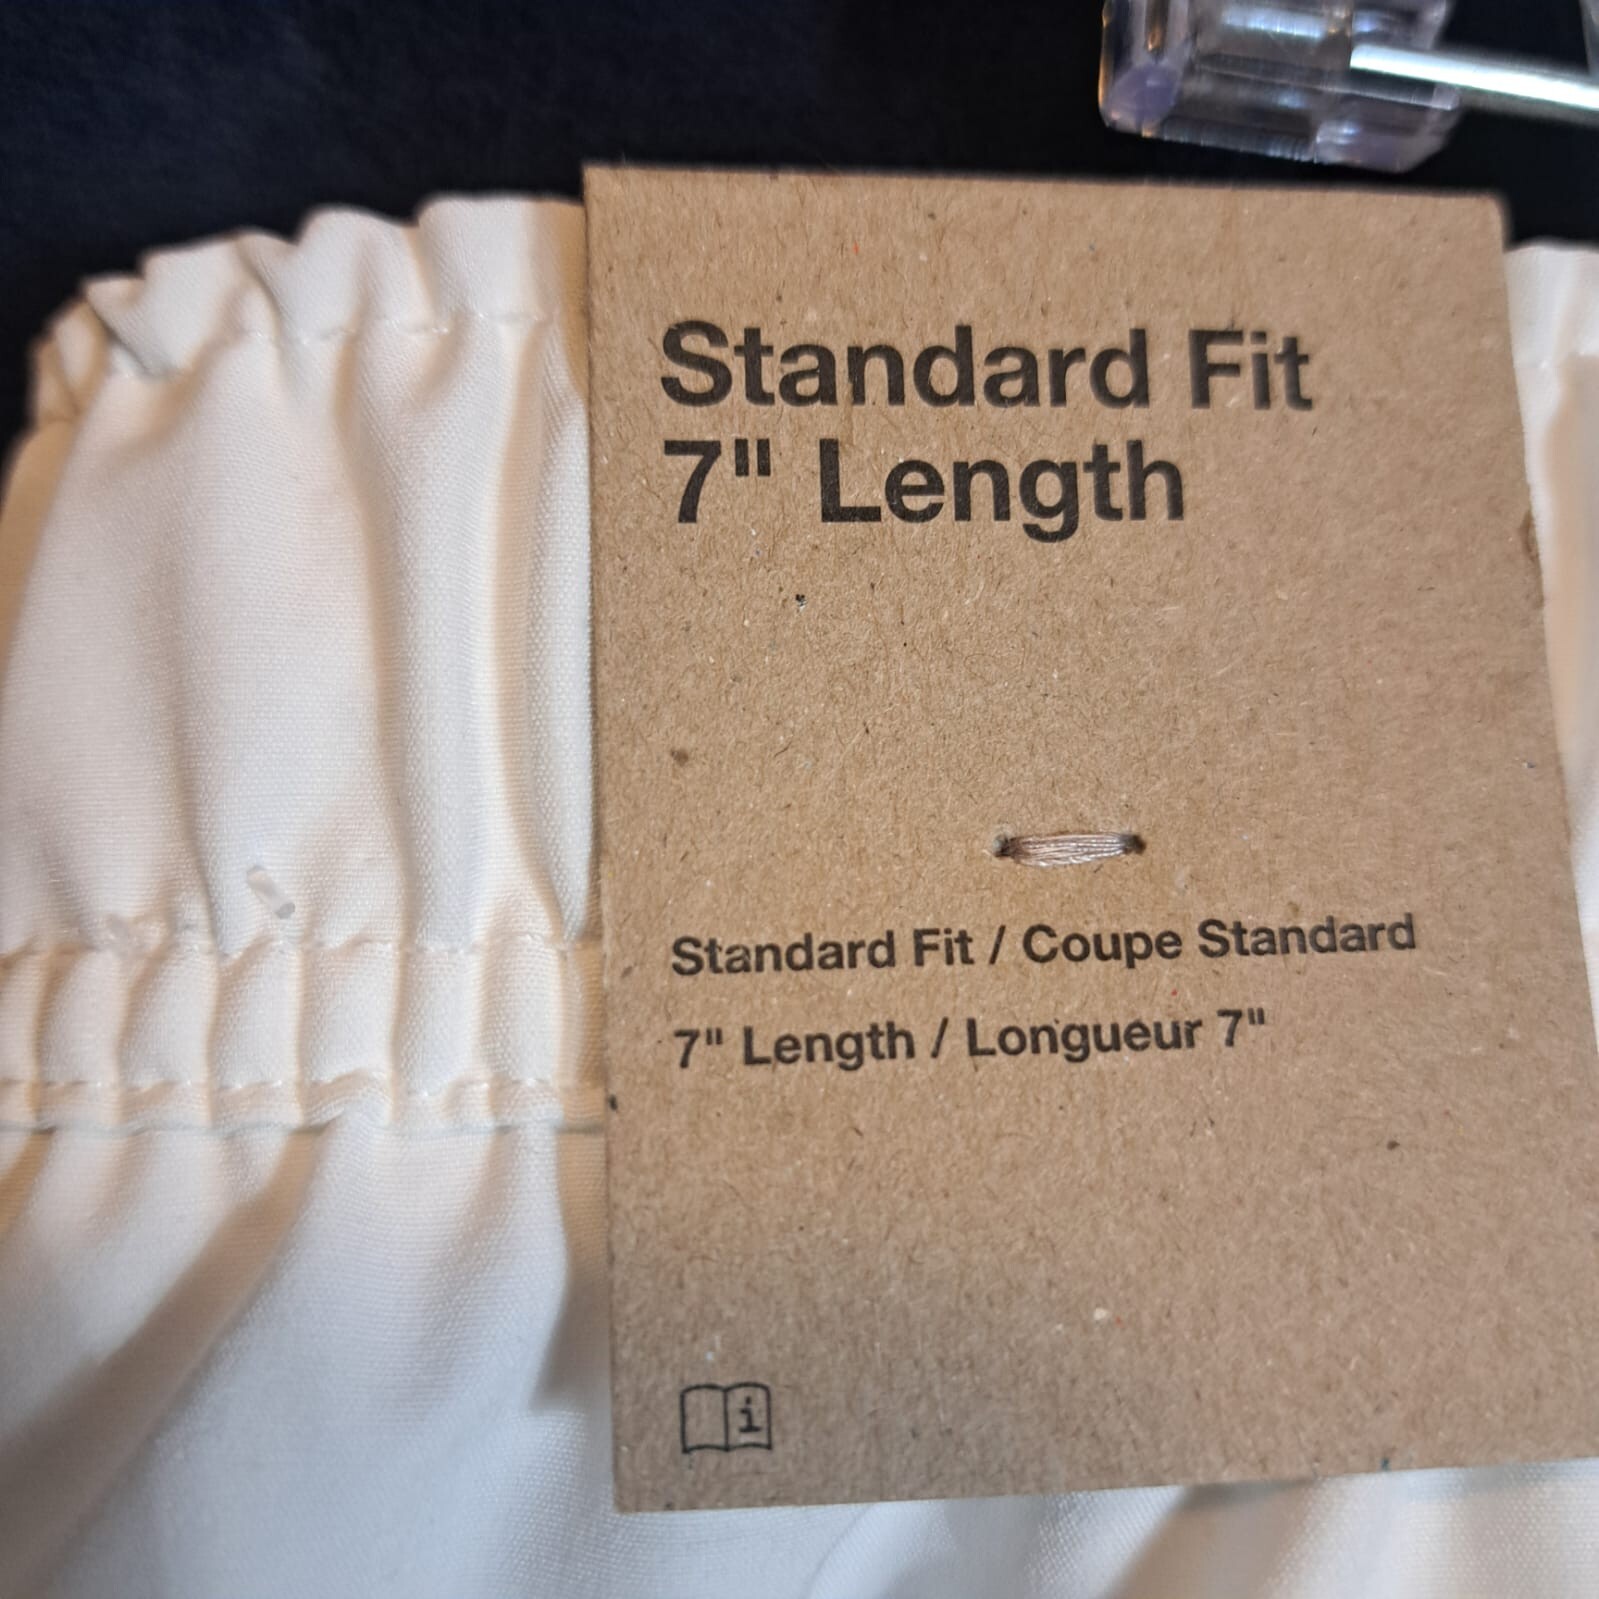 Standard Fit
7" Length
Standard Fit / Coupe Standard
7" Length / Longueur 7"
i